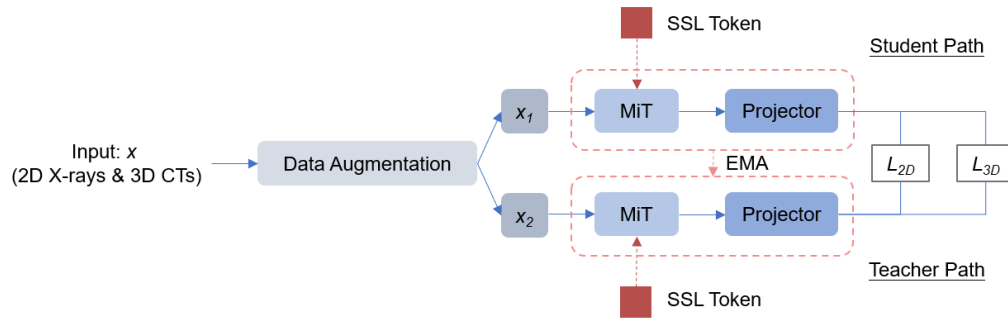 SSL Token
Student Path
x1
MiT
Projector
Input: x
(2D X-rays & 3D CTs)
Data Augmentation
EMA
L2D
L3D
x2
MiT
Projector
Teacher Path
SSL Token